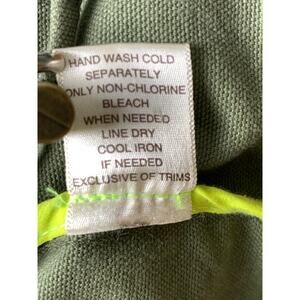 HAND WASH COLD
SEPARATELY
ONLY NON-CHLORINE
BLEACH
WHEN NEEDED
LINE DRY
COOL IRON
IF NEEDED
EXCLUSIVE OF TRIMS